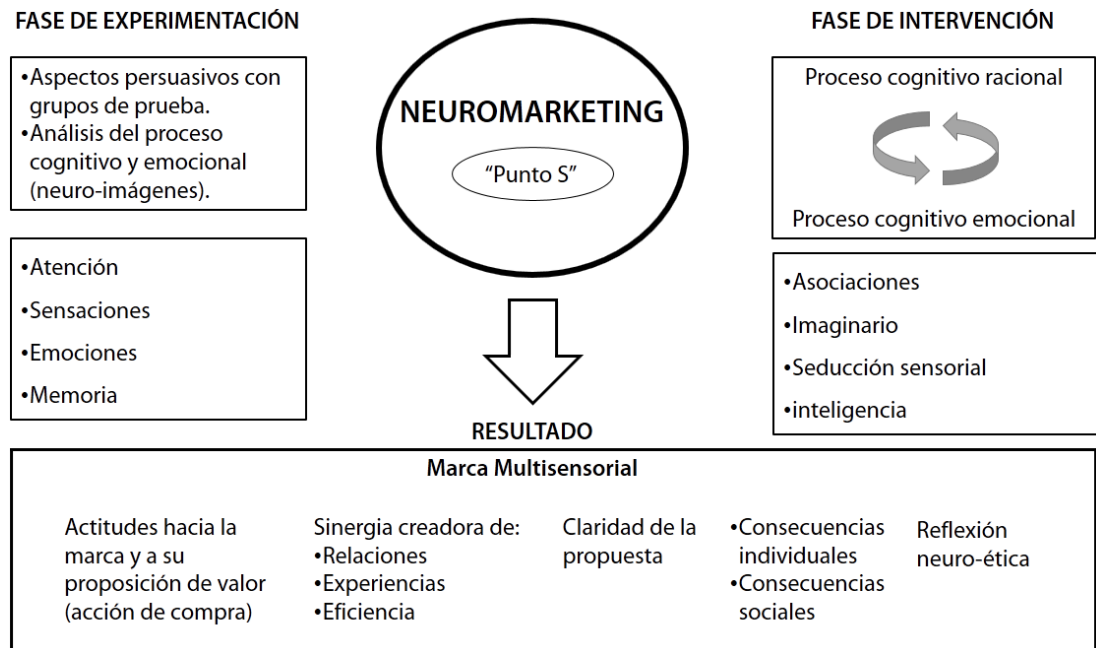 FASE DE EXPERIMENTACIÓN
•Aspectos persuasivos con
grupos de prueba.
•Análisis del proceso
cognitivo y emocional
(neuro-imágenes).
•Atención
•Sensaciones
•Emociones
•Memoria
NEUROMARKETING
“Punto S”
FASE DE INTERVENCIÓN
Proceso cognitivo racional
Proceso cognitivo emocional
•Asociaciones
•Imaginario
•Seducción sensorial
•inteligencia
RESULTADO
Marca Multisensorial
Actitudes hacia la
marca y a su
proposición de valor
(acción de compra)
Sinergia creadora de:
•Relaciones
•Experiencias
•Eficiencia
Claridad de la
propuesta
•Consecuencias
individuales
•Consecuencias
sociales
Reflexión
neuro-ética